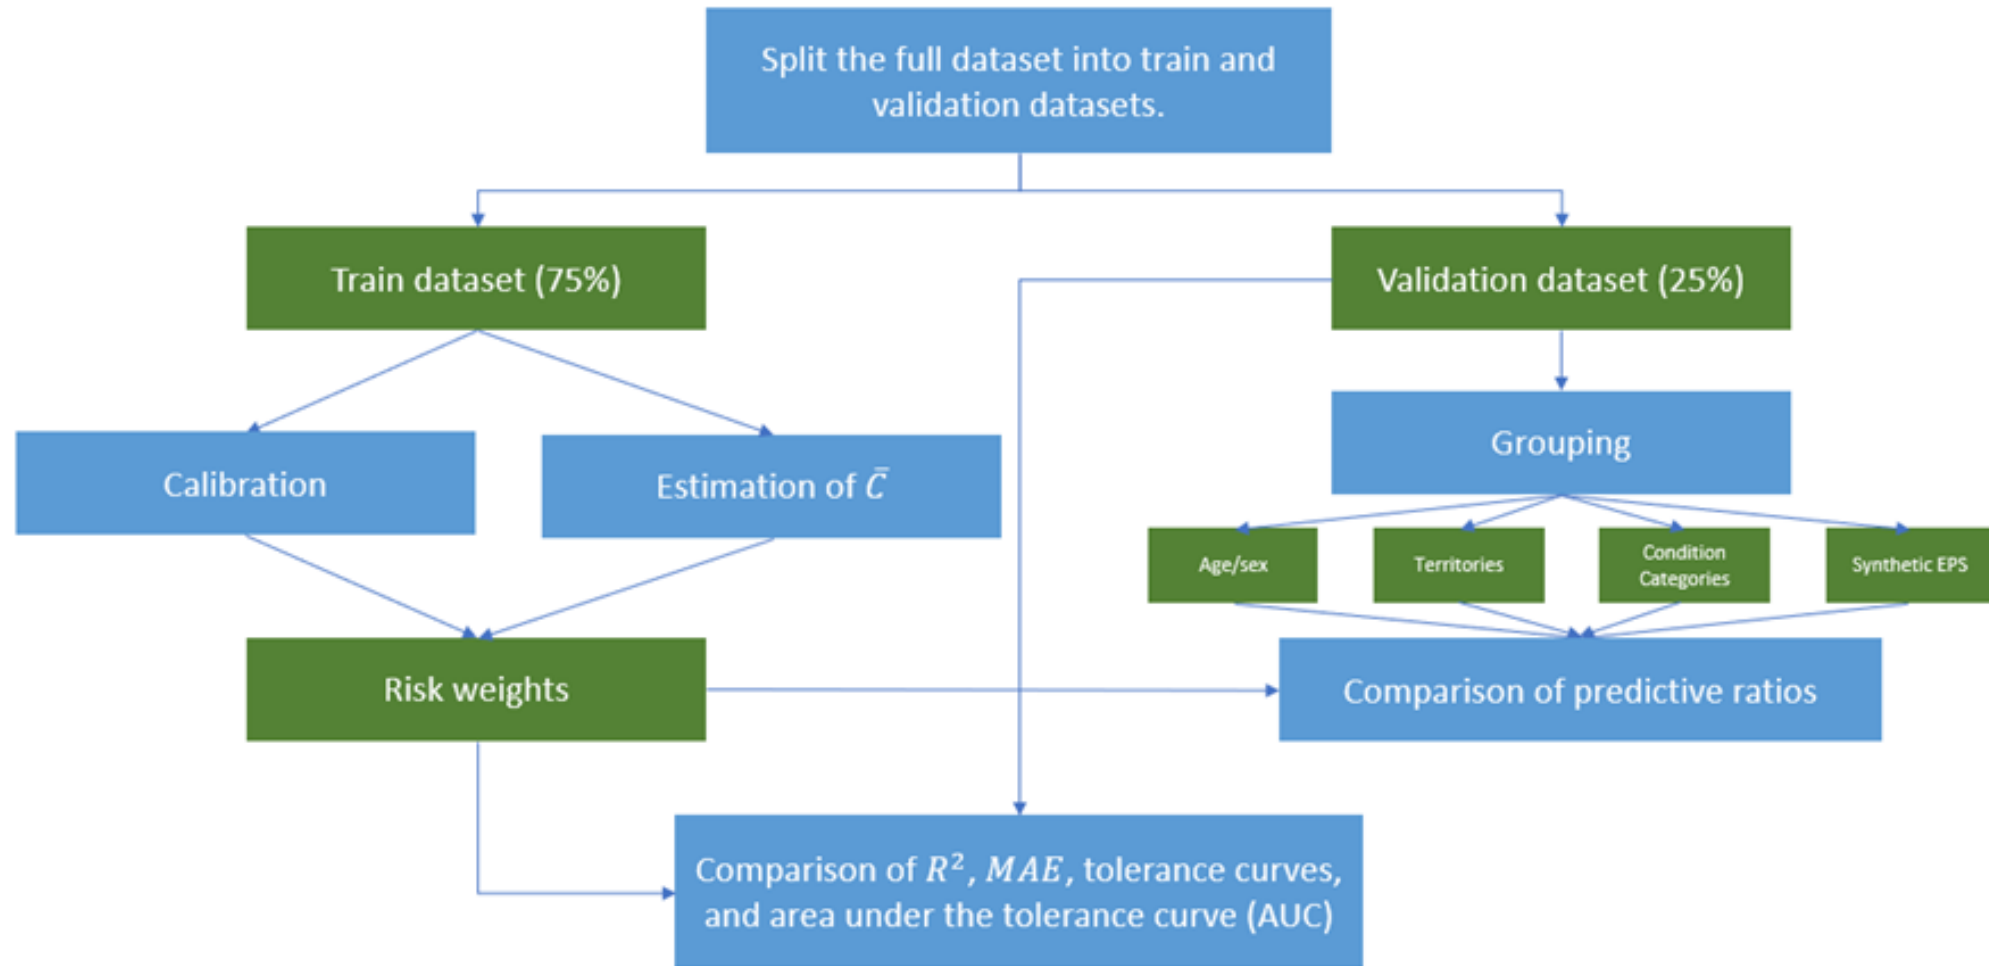 Split the full dataset into train and
validation datasets.
Train dataset (75%)
Validation dataset (25%)
Calibration
Estimation of C̄
Grouping
Age/sex
Territories
Condition
Categories
Synthetic EPS
Risk weights
Comparison of predictive ratios
Comparison of R², MAE, tolerance curves,
and area under the tolerance curve (AUC)